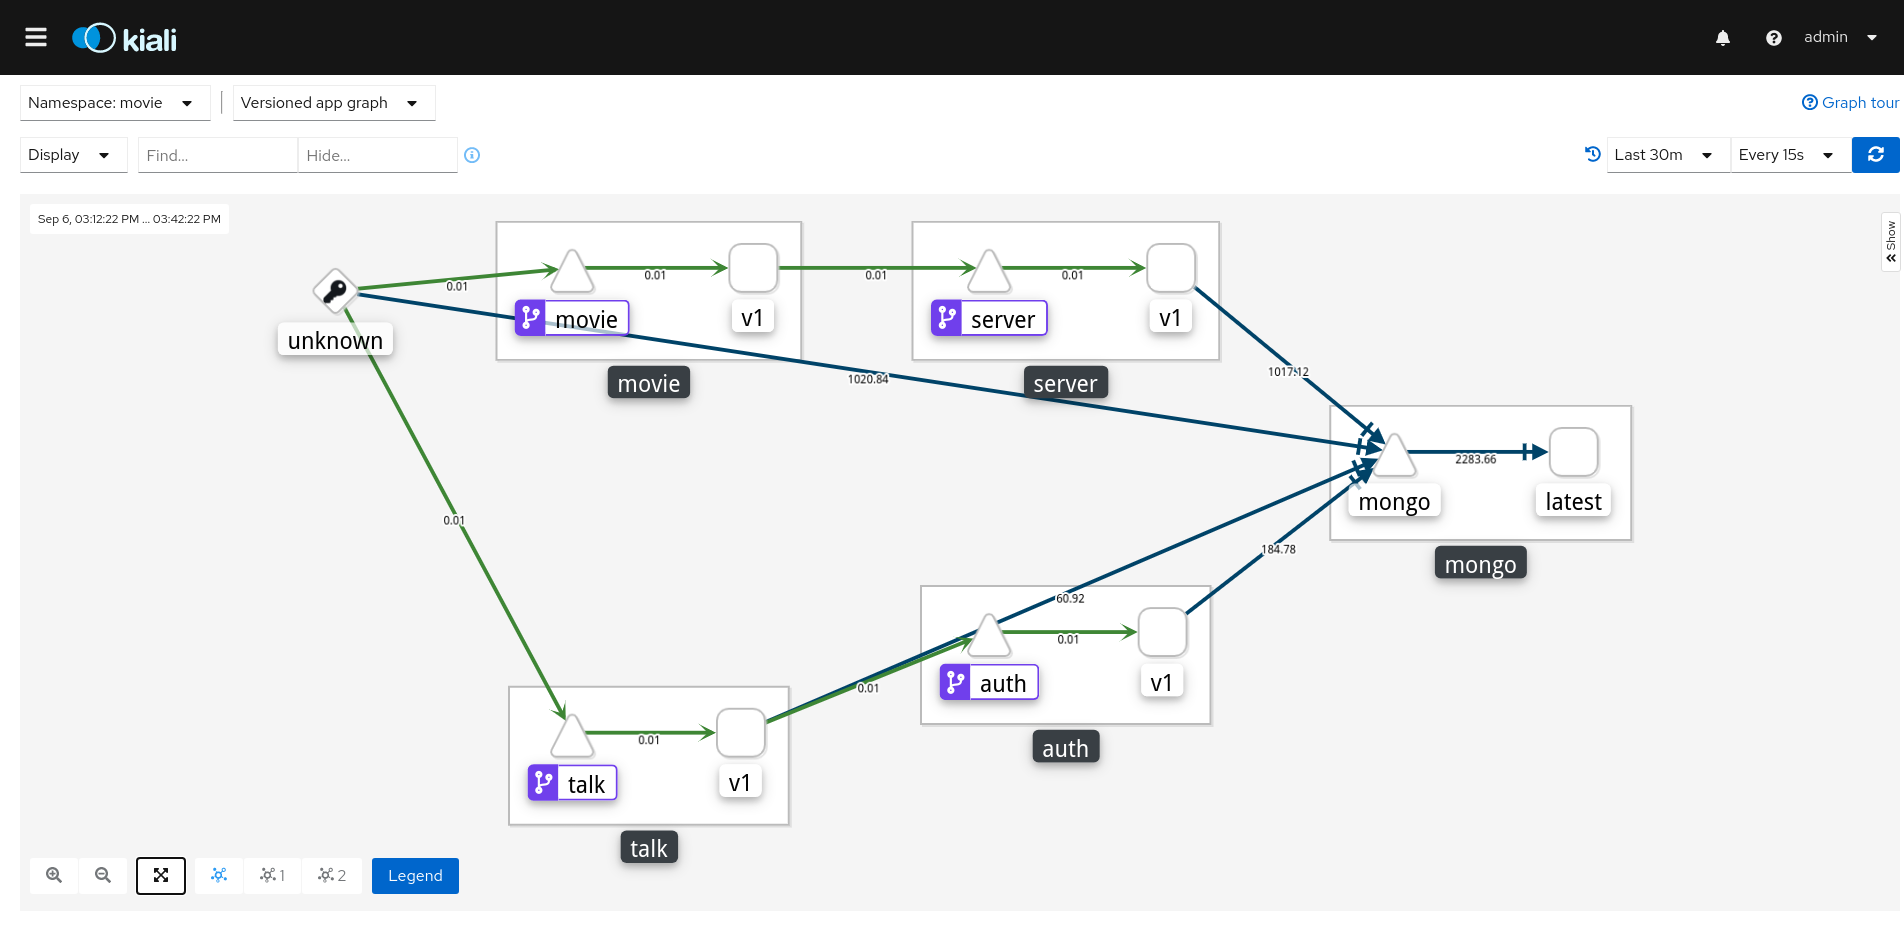 kiali
admin
Namespace: movie
Versioned app graph
Graph tour
Display
Find...
Hide...
Last 30m
Every 15s
Sep 6, 03:12:22 PM ... 03:42:22 PM
Show
0.01
0.01
0.01
0.01
unknown
movie
v1
server
v1
movie
server
1020.84
1017.12
2283.66
mongo
latest
mongo
0.01
184.78
60.92
0.01
auth
v1
0.01
auth
0.01
talk
v1
talk
1
2
Legend